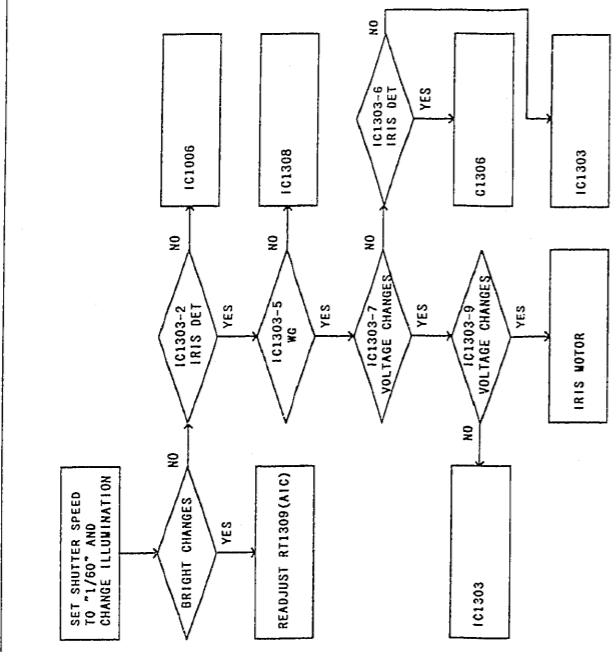 SET SHUTTER SPEED
TO "1/60" AND
CHANGE ILLUMINATION
BRIGHT CHANGES
NO
YES
READJUST RT1309(AIC)
IC1303-2
IRIS DET
NO
YES
IC1006
IC1303-5
WG
NO
YES
IC1308
IC1303-7
VOLTAGE CHANGES
NO
YES
IC1303-6
IRIS DET
NO
YES
C1306
IC1303
IC1303-9
VOLTAGE CHANGES
NO
YES
IC1303
IRIS MOTOR